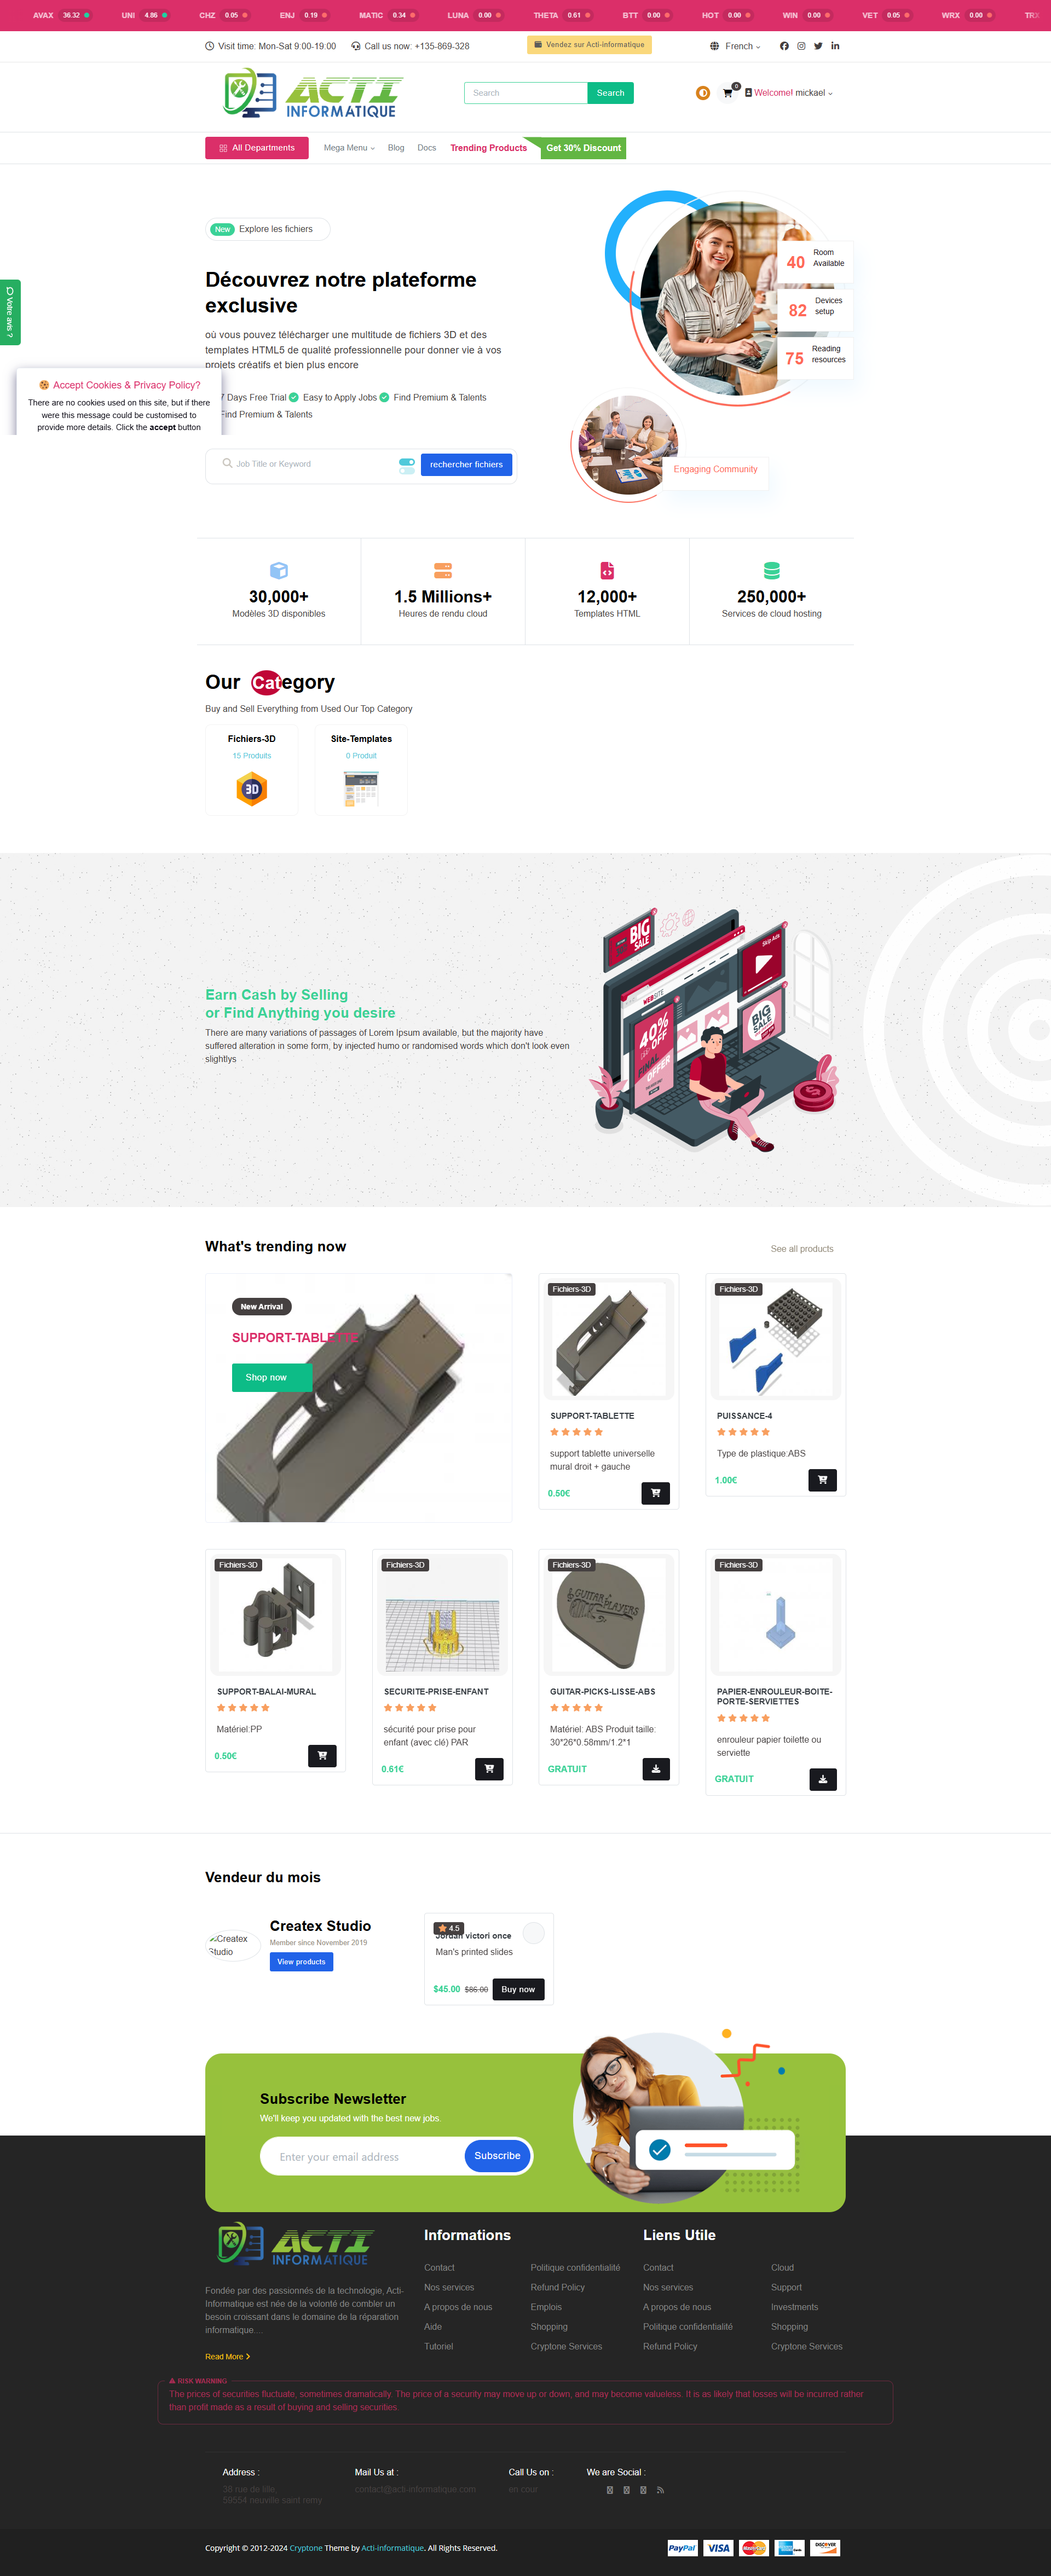 AVAX 36.32 UNI 4.86 CHZ 0.05 ENJ 0.19 MATIC 0.34 LUNA 0.00 THETA 0.61 BTT 0.00 HOT 0.00 WIN 0.00 VET 0.05 WRX 0.00 TRX
Visit time: Mon-Sat 9:00-19:00 Call us now: +135-869-328 Vendez sur Acti-informatique French
ACTI
INFORMATIQUE
Search Search 0 Welcome! mickael
All Departments Mega Menu Blog Docs Trending Products Get 30% Discount
New Explore les fichiers
Découvrez notre plateforme
exclusive
où vous pouvez télécharger une multitude de fichiers 3D et des
templates HTML5 de qualité professionnelle pour donner vie à vos
projets créatifs et bien plus encore
7 Days Free Trial Easy to Apply Jobs Find Premium & Talents
Find Premium & Talents
Job Title or Keyword rechercher fichiers
40 Room
Available
82 Devices
setup
75 Reading
resources
Engaging Community
Votre avis ?
Accept Cookies & Privacy Policy?
There are no cookies used on this site, but if there
were this message could be customised to
provide more details. Click the accept button
30,000+ 1.5 Millions+ 12,000+ 250,000+
Modèles 3D disponibles Heures de rendu cloud Templates HTML Services de cloud hosting
Our Category
Buy and Sell Everything from Used Our Top Category
Fichiers-3D Site-Templates
15 Produits 0 Produit
3D
Earn Cash by Selling
or Find Anything you desire
There are many variations of passages of Lorem Ipsum available, but the majority have
suffered alteration in some form, by injected humo or randomised words which don't look even
slightlys
BIG
SALE
Skip Ads
WEBSITE
40%
OFF
FINAL
OFFER
BIG
SALE
What's trending now See all products
New Arrival
SUPPORT-TABLETTE
Shop now
Fichiers-3D
SUPPORT-TABLETTE
support tablette universelle
mural droit + gauche
0.50€
Fichiers-3D
PUISSANCE-4
Type de plastique:ABS
1.00€
Fichiers-3D
SUPPORT-BALAI-MURAL
Matériel:PP
0.50€
Fichiers-3D
SECURITE-PRISE-ENFANT
sécurité pour prise pour
enfant (avec clé) PAR
0.61€
Fichiers-3D
GUITAR PLAYERS
GUITAR-PICKS-LISSE-ABS
Matériel: ABS Produit taille:
30*26*0.58mm/1.2*1
GRATUIT
Fichiers-3D
PAPIER-ENROULEUR-BOITE-
PORTE-SERVIETTES
enrouleur papier toilette ou
serviette
GRATUIT
Vendeur du mois
Createx
Studio
Createx Studio
Member since November 2019
View products
4.5
Jordan victori once
Man's printed slides
$45.00 $86.00 Buy now
Subscribe Newsletter
We'll keep you updated with the best new jobs.
Enter your email address Subscribe
ACTI
INFORMATIQUE
Fondée par des passionnés de la technologie, Acti-
Informatique est née de la volonté de combler un
besoin croissant dans le domaine de la réparation
informatique....
Read More
Informations
Contact Politique confidentialité
Nos services Refund Policy
A propos de nous Emplois
Aide Shopping
Tutoriel Cryptone Services
Liens Utile
Contact Cloud
Nos services Support
A propos de nous Investments
Politique confidentialité Shopping
Refund Policy Cryptone Services
RISK WARNING
The prices of securities fluctuate, sometimes dramatically. The price of a security may move up or down, and may become valueless. It is as likely that losses will be incurred rather
than profit made as a result of buying and selling securities.
Address : Mail Us at : Call Us on : We are Social :
38 rue de lille, contact@acti-informatique.com en cour
59554 neuville saint remy
Copyright © 2012-2024 Cryptone Theme by Acti-informatique. All Rights Reserved.
PayPal VISA MasterCard DISCOVER